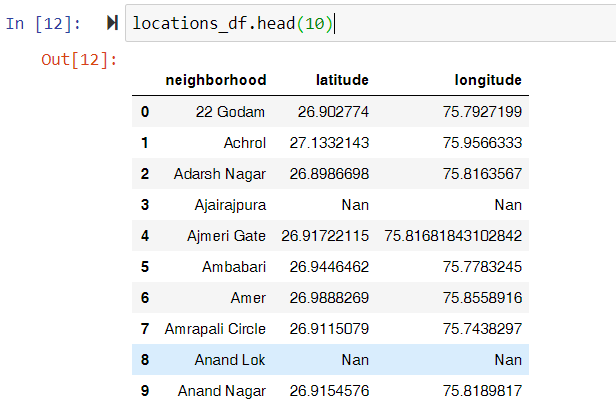 In [12]: locations_df.head(10)
Out[12]:
neighborhood latitude longitude
0 22 Godam 26.902774 75.7927199
1 Achrol 27.1332143 75.9566333
2 Adarsh Nagar 26.8986698 75.8163567
3 Ajairajpura Nan Nan
4 Ajmeri Gate 26.91722115 75.81681843102842
5 Ambabari 26.9446462 75.7783245
6 Amer 26.9888269 75.8558916
7 Amrapali Circle 26.9115079 75.7438297
8 Anand Lok Nan Nan
9 Anand Nagar 26.9154576 75.8189817